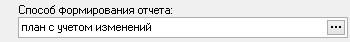 Способ формирования отчета:
план с учетом изменений